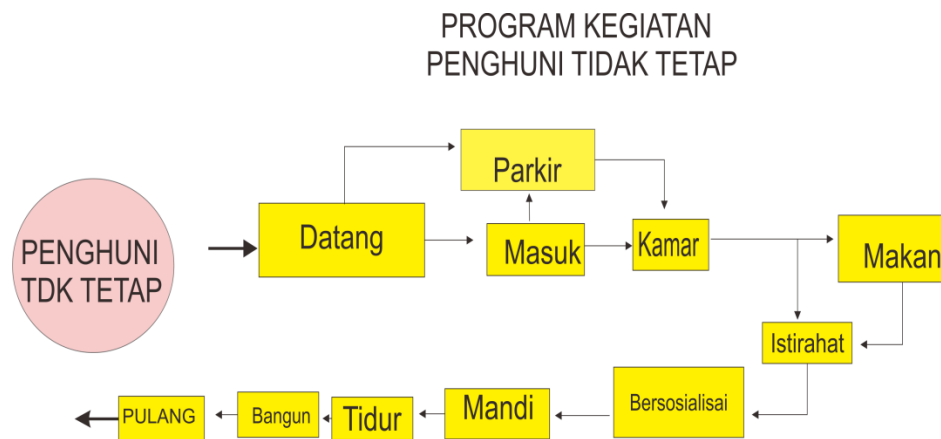 PROGRAM KEGIATAN
PENGHUNI TIDAK TETAP
PENGHUNI
TDK TETAP
Datang
Parkir
Masuk
Kamar
Makan
Istirahat
Bersosialisai
Mandi
Tidur
Bangun
PULANG